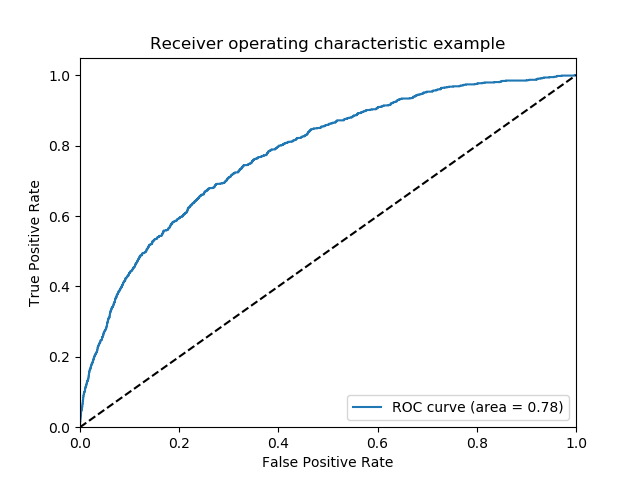 Receiver operating characteristic example
True Positive Rate
1.0
0.8
0.6
0.4
0.2
0.0
ROC curve (area = 0.78)
0.0 0.2 0.4 0.6 0.8 1.0
False Positive Rate